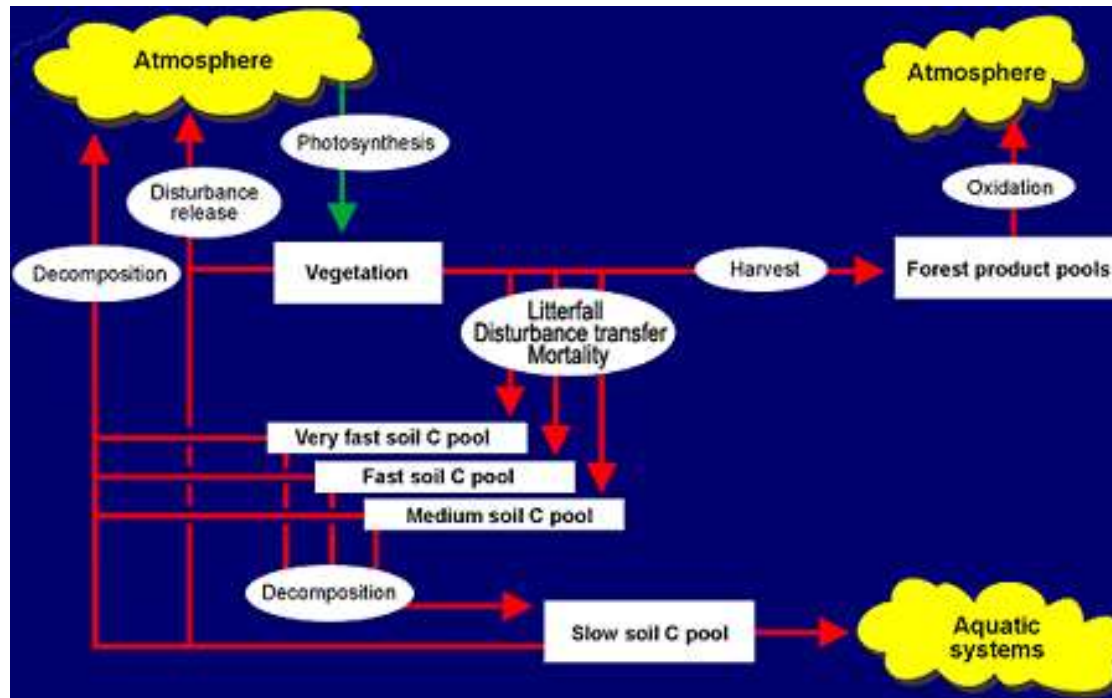 Atmosphere
Atmosphere
Photosynthesis
Oxidation
Disturbance
release
Decomposition
Vegetation
Harvest
Forest product pools
Litterfall
Disturbance transfer
Mortality
Very fast soil C pool
Fast soil C pool
Medium soil C pool
Decomposition
Slow soil C pool
Aquatic
systems